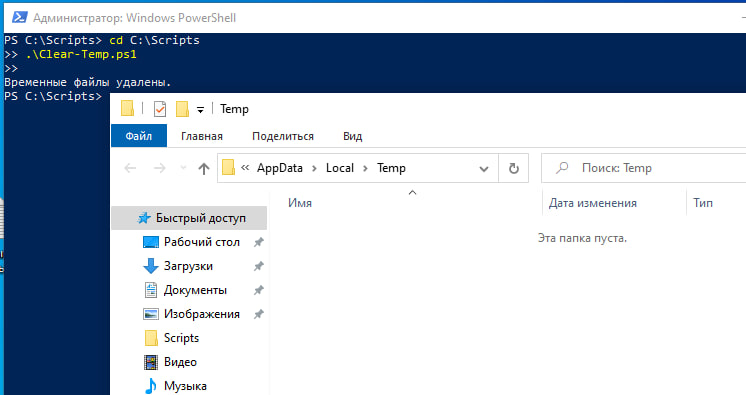 Администратор: Windows PowerShell
PS C:\Scripts> cd C:\Scripts
>> .\Clear-Temp.ps1
>>
Временные файлы удалены.
PS C:\Scripts>
Temp
Файл Главная Поделиться Вид
« AppData > Local > Temp
Поиск: Temp
Имя Дата изменения Тип
Эта папка пуста.
Быстрый доступ
Рабочий стол
Загрузки
Документы
Изображения
Scripts
Видео
Музыка